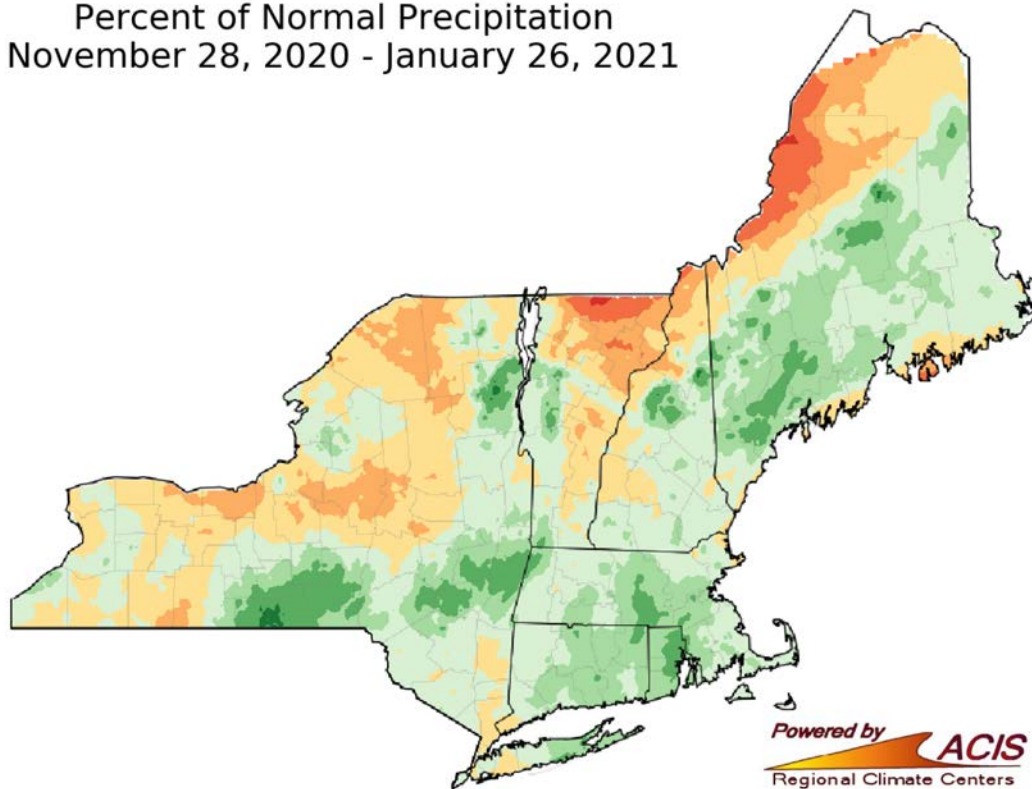 Percent of Normal Precipitation
November 28, 2020 - January 26, 2021
Powered by
ACIS
Regional Climate Centers